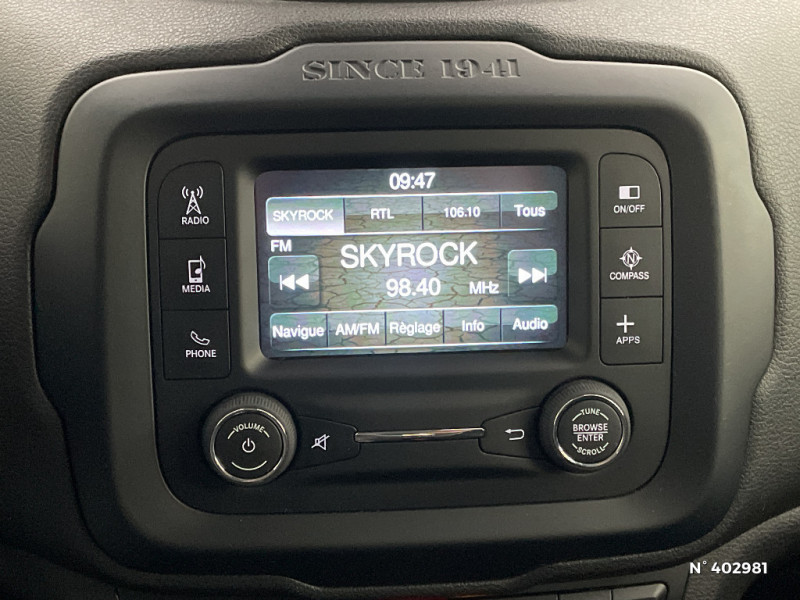 SINCE 1941
09:47
SKYROCK RTL 106.10 Tous
FM
SKYROCK
98.40 MHz
Navigue AM/FM Règlage Info Audio
RADIO
MEDIA
PHONE
ON/OFF
N
COMPASS
APPS
VOLUME
TUNE
BROWSE
ENTER
SCROLL
N° 402981